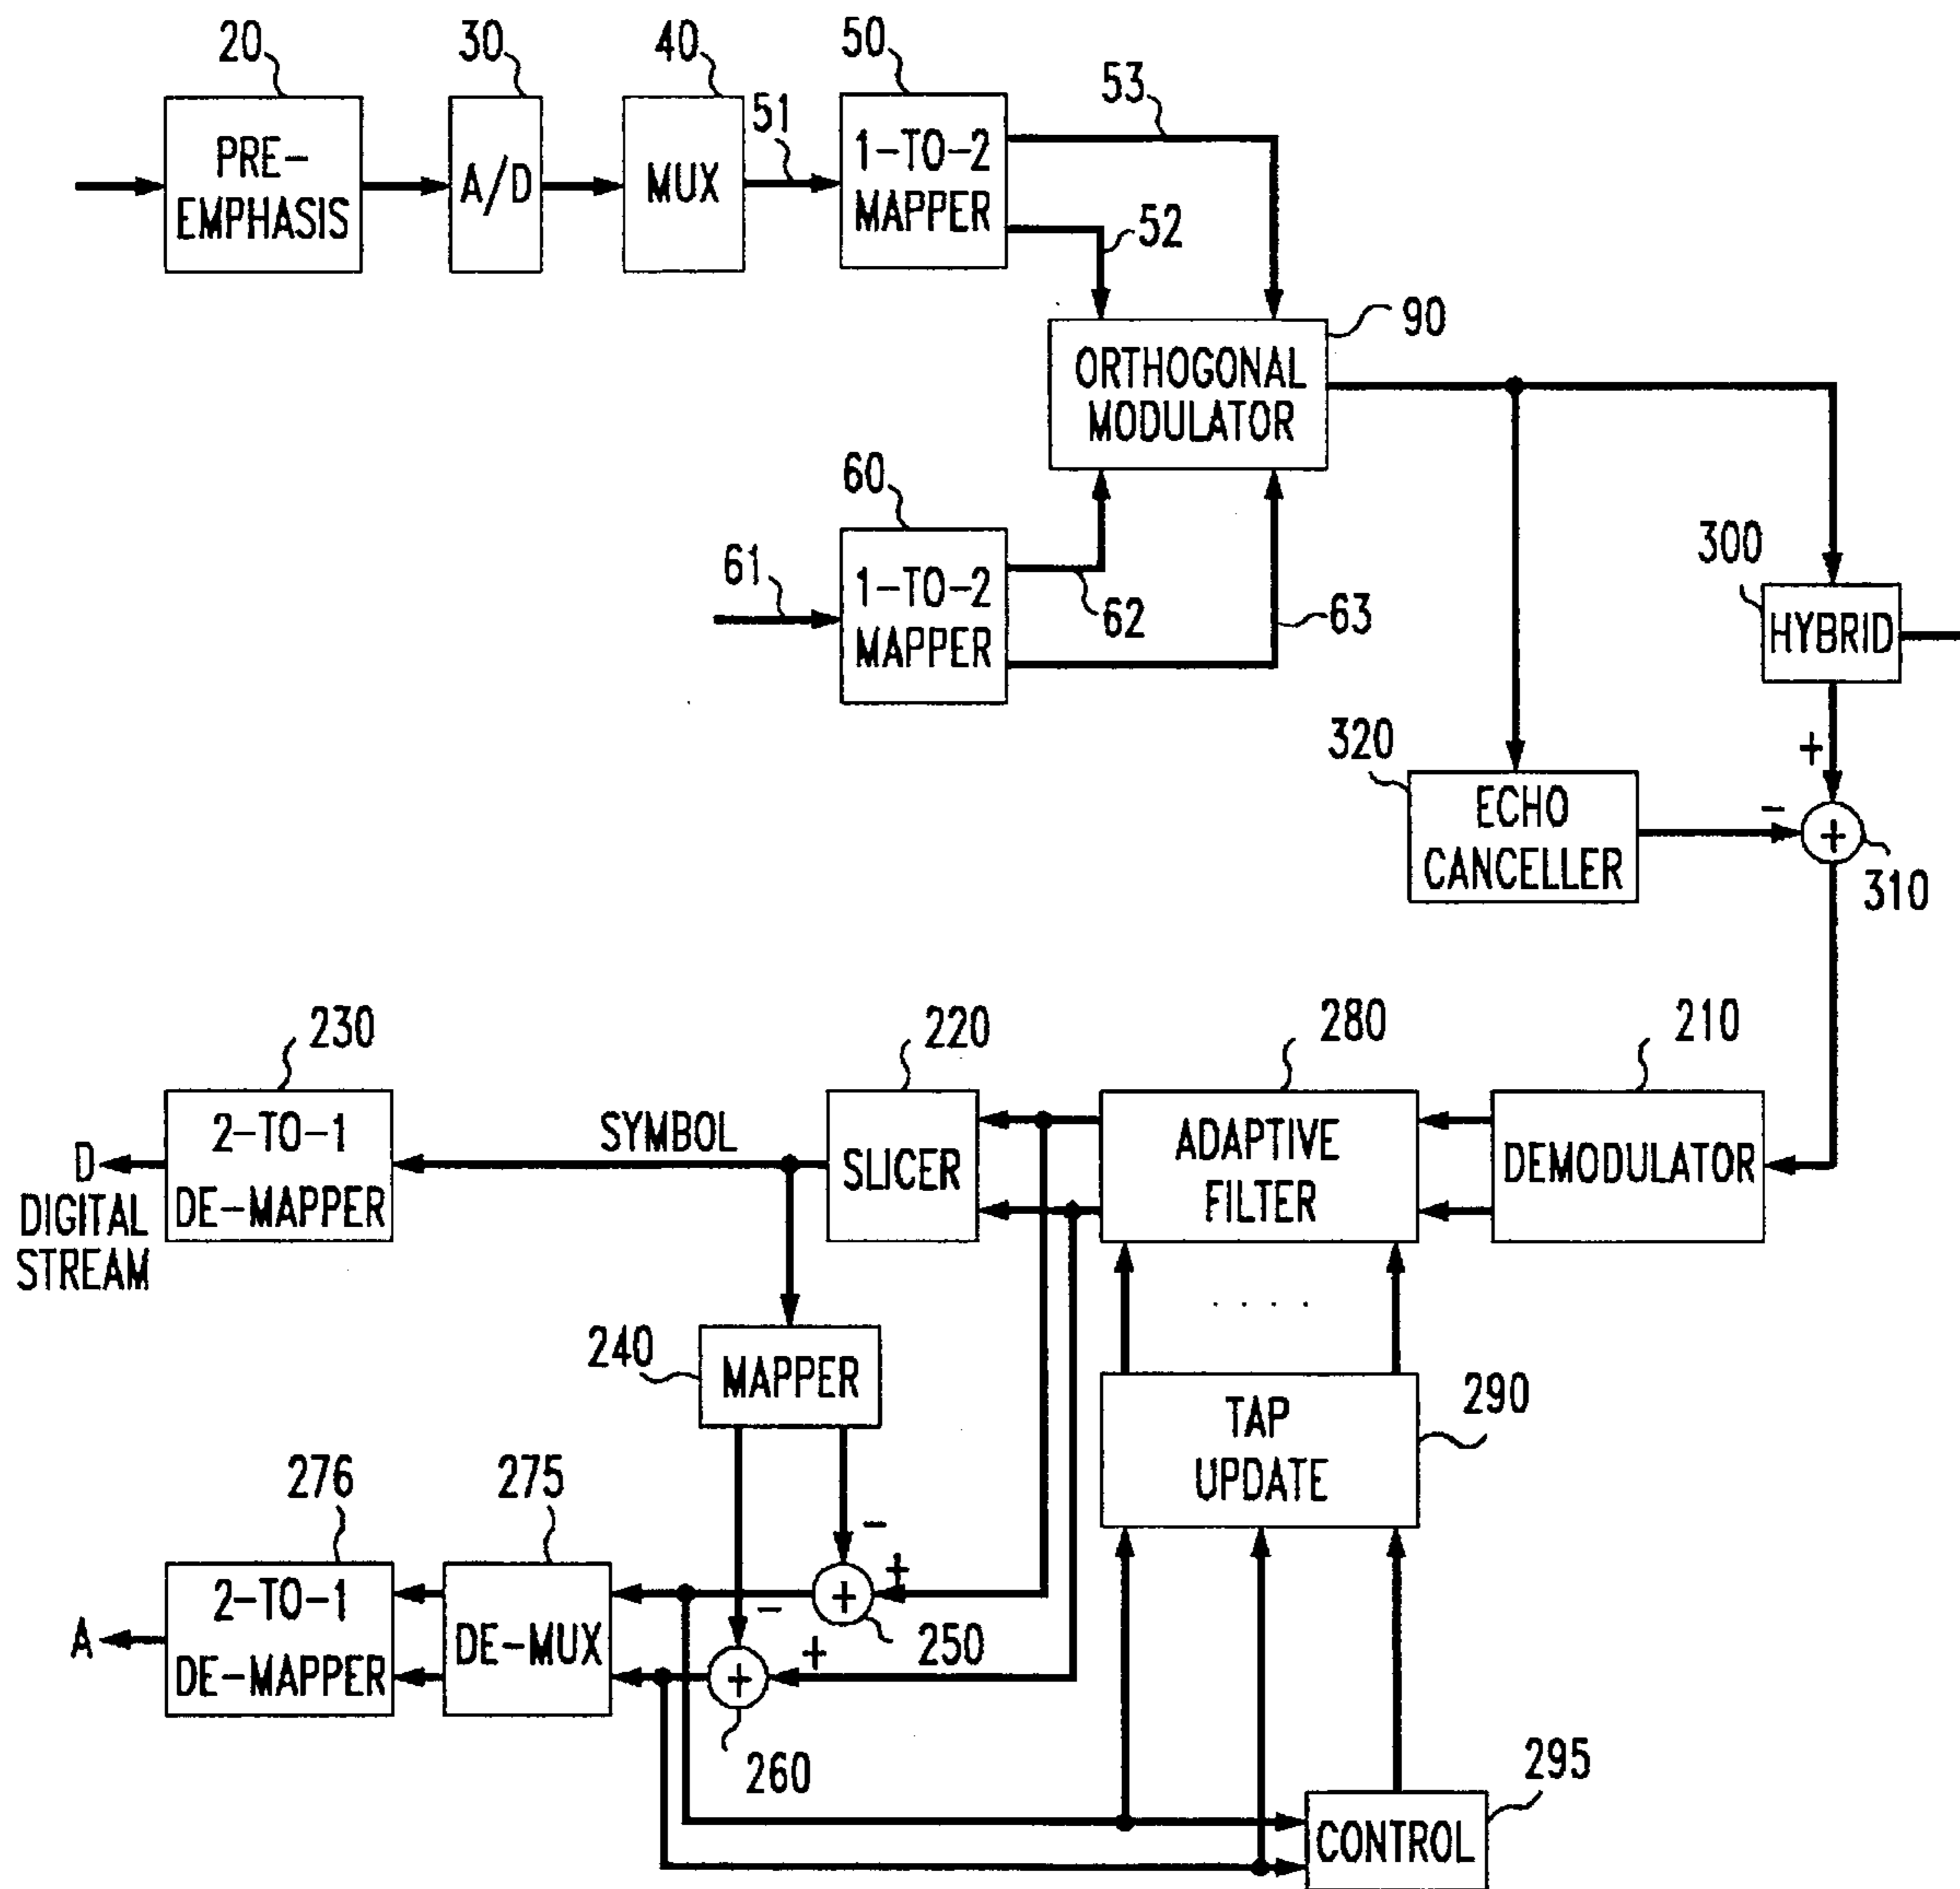 20
30
40
50
53
PRE-
EMPHASIS
A/D
MUX
51
1-TO-2
MAPPER
52
90
ORTHOGONAL
MODULATOR
60
61
1-TO-2
MAPPER
62
63
300
HYBRID
320
+
-
ECHO
CANCELLER
+
310
230
220
280
210
2-TO-1
DE-MAPPER
SYMBOL
SLICER
ADAPTIVE
FILTER
DEMODULATOR
D
DIGITAL
STREAM
. . . .
240
MAPPER
TAP
UPDATE
290
276
275
-
+
2-TO-1
DE-MAPPER
DE-MUX
-
+
250
A
+
+
260
295
CONTROL